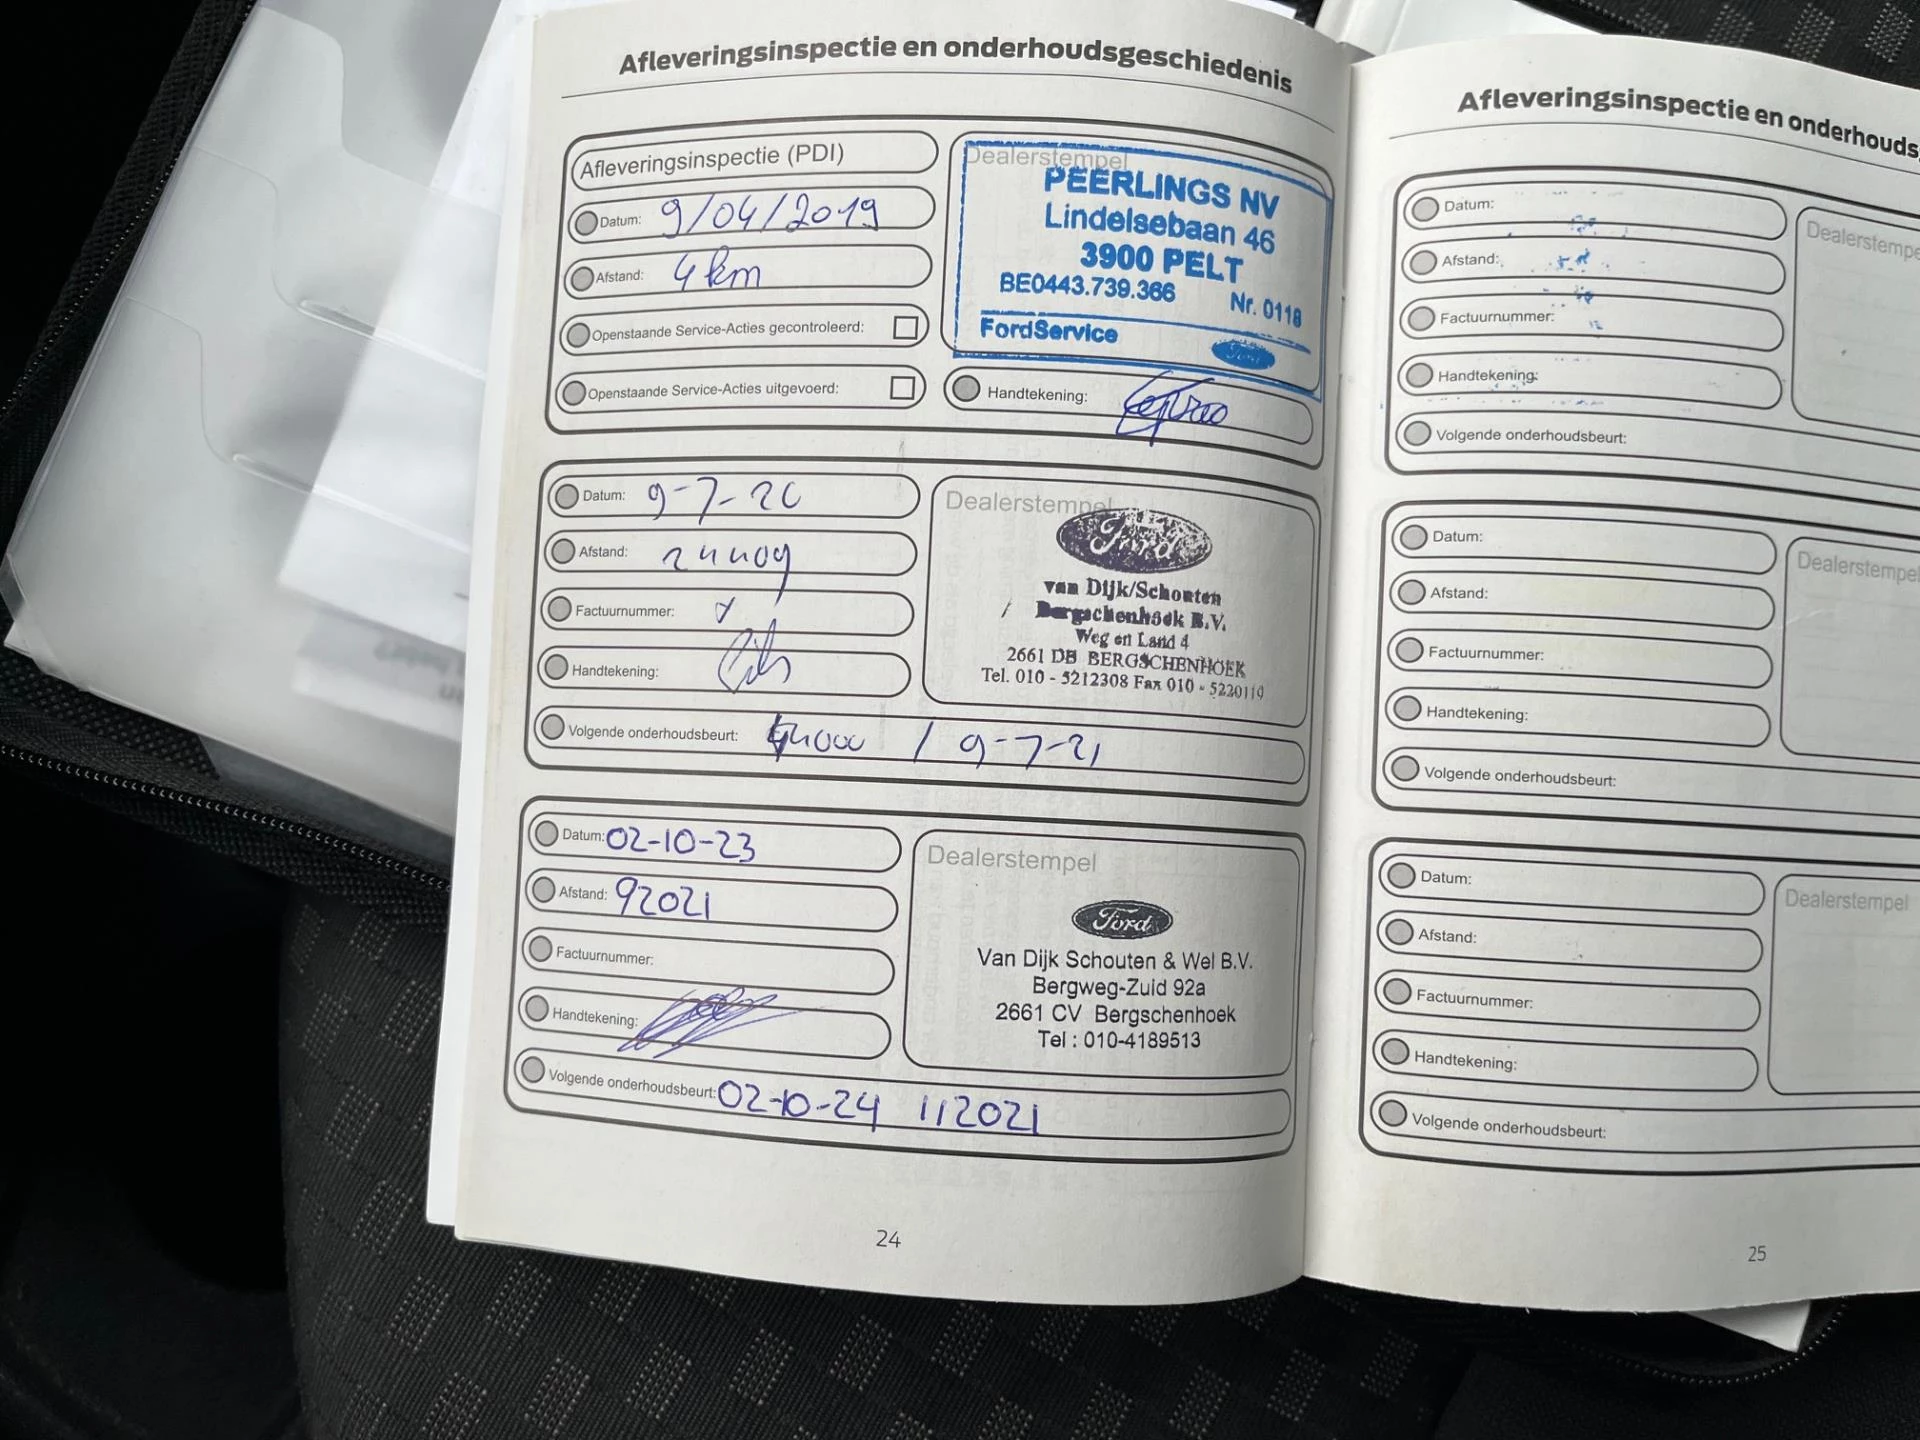 Afleveringsinspectie en onderhoudsgeschiedenis
Afleveringsinspectie (PDI)
Datum: 9/04/2019
Afstand: 4 km
Openstaande Service-Acties gecontroleerd:
Openstaande Service-Acties uitgevoerd:
Dealerstempel
PEERLINGS NV
Lindelsebaan 46
3900 PELT
BE0443.739.366 Nr. 0118
FordService
Ford
Handtekening:
Datum: 9-7-20
Afstand:
Factuurnummer:
Handtekening:
Volgende onderhoudsbeurt: / 9-7-21
Dealerstempel
Ford
van Dijk/Schouten
Bergschenhoek B.V.
Weg en Land 4
2661 DB BERGSCHENHOEK
Tel. 010 - 5212308 Fax 010 - 5220119
Datum: 02-10-23
Afstand: 92021
Factuurnummer:
Handtekening:
Volgende onderhoudsbeurt: 02-10-24 112021
Dealerstempel
Ford
Van Dijk Schouten & Wel B.V.
Bergweg-Zuid 92a
2661 CV Bergschenhoek
Tel : 010-4189513
24
Afleveringsinspectie en onderhouds
Datum:
Afstand:
Factuurnummer:
Handtekening:
Volgende onderhoudsbeurt:
Dealerstempe
Datum:
Afstand:
Factuurnummer:
Handtekening:
Volgende onderhoudsbeurt:
Dealerstempel
Datum:
Afstand:
Factuurnummer:
Handtekening:
Volgende onderhoudsbeurt:
Dealerstempel
25